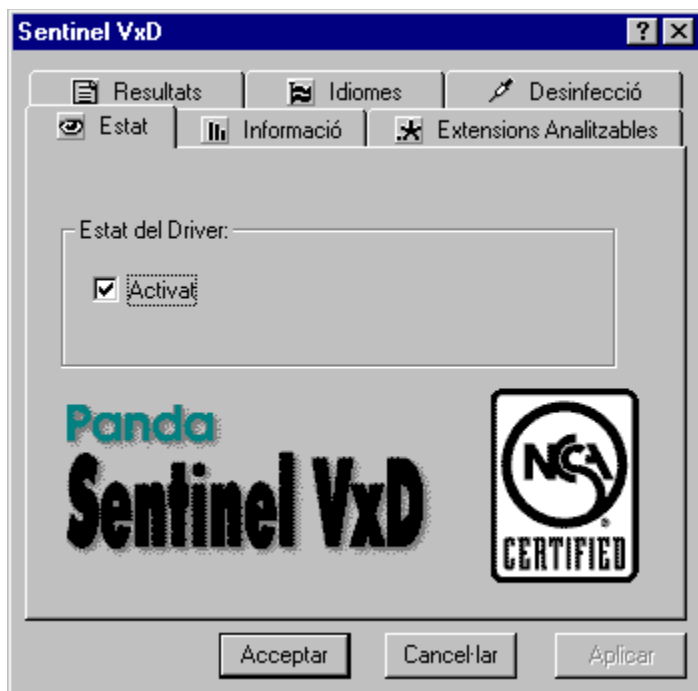 Sentinel VxD
Resultats
Idiomes
Desinfecció
Estat
Informació
Extensions Analitzables
Estat del Driver:
Activat
Panda
Sentinel VxD
NCSA
CERTIFIED
Acceptar
Cancel·lar
Aplicar